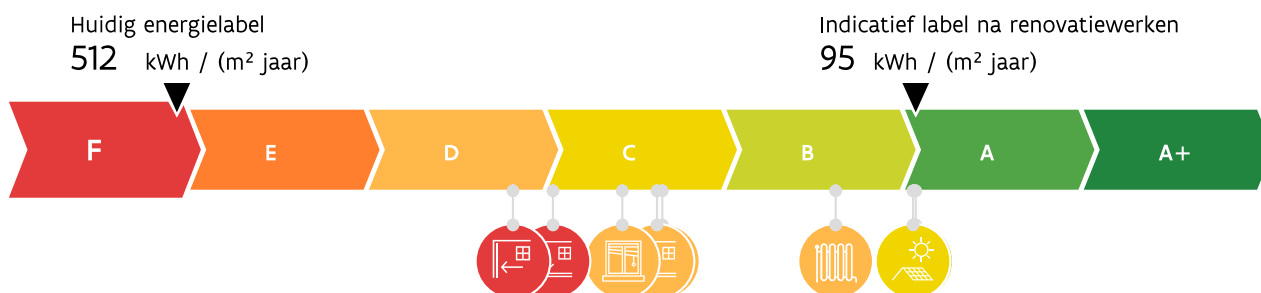 Huidig energielabel
512 kWh / (m² jaar)
Indicatief label na renovatiewerken
95 kWh / (m² jaar)
F E D C B A A+